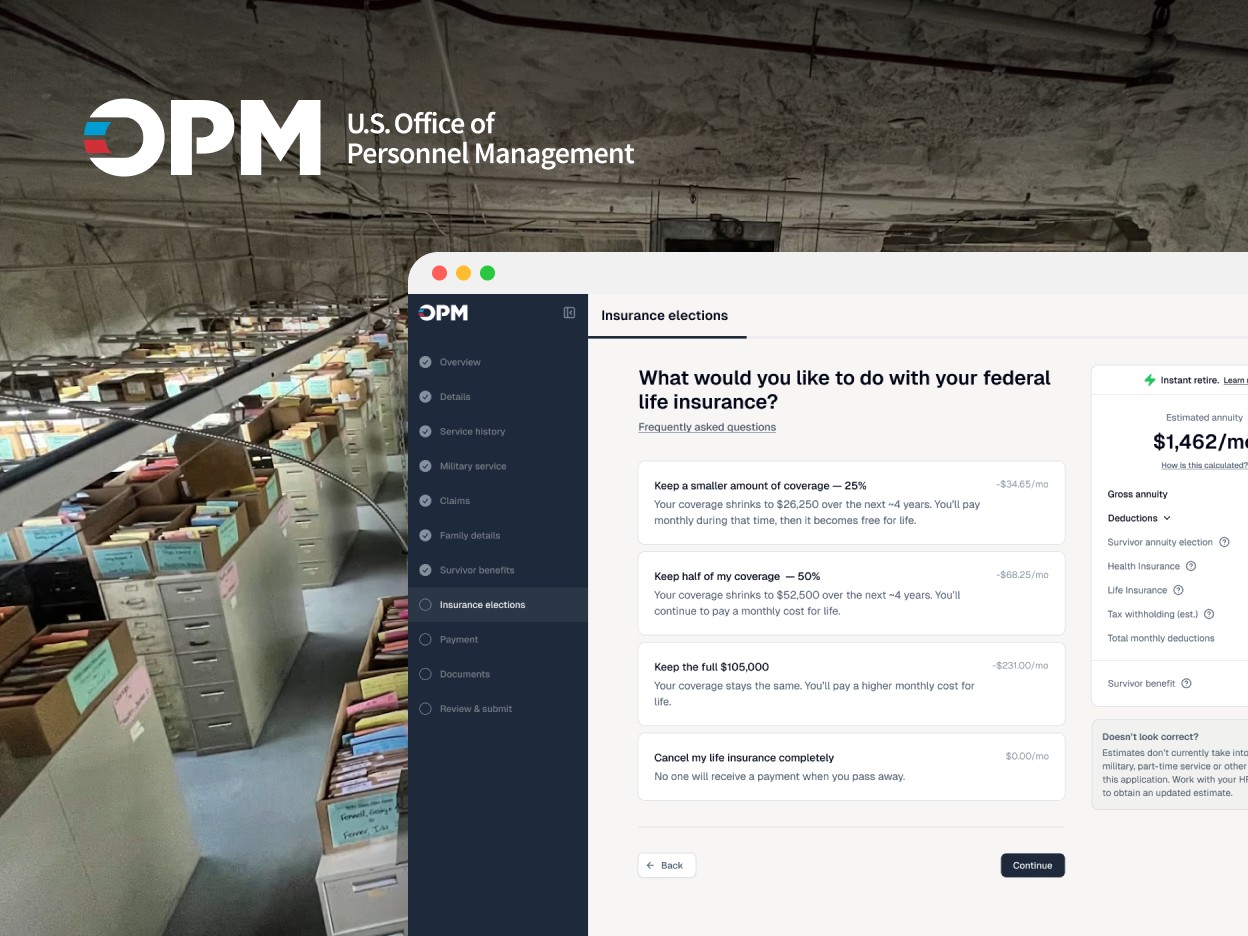 OPM
U.S. Office of
Personnel Management
OPM
Overview
Details
Service history
Military service
Claims
Family details
Survivor benefits
Insurance elections
Payment
Documents
Review & submit
Insurance elections
What would you like to do with your federal
life insurance?
Frequently asked questions
Keep a smaller amount of coverage — 25%
-$34.65/mo
Your coverage shrinks to $26,250 over the next ~4 years. You'll pay
monthly during that time, then it becomes free for life.
Keep half of my coverage — 50%
-$68.25/mo
Your coverage shrinks to $52,500 over the next ~4 years. You'll
continue to pay a monthly cost for life.
Keep the full $105,000
-$231.00/mo
Your coverage stays the same. You'll pay a higher monthly cost for
life.
Cancel my life insurance completely
$0.00/mo
No one will receive a payment when you pass away.
Back
Continue
Instant retire. Learn
Estimated annuity
$1,462/mo
How is this calculated?
Gross annuity
Deductions
Survivor annuity election
Health Insurance
Life Insurance
Tax withholding (est.)
Total monthly deductions
Survivor benefit
Doesn't look correct?
Estimates don't currently take into
military, part-time service or other
this application. Work with your HR
to obtain an updated estimate.